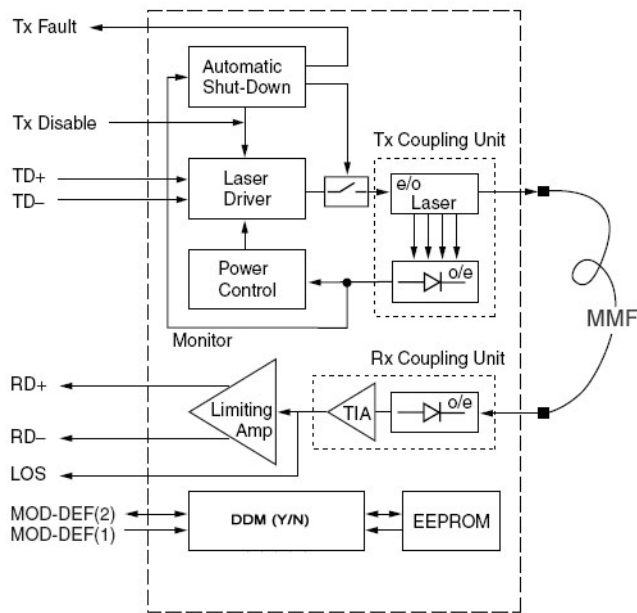 Tx Fault
Automatic
Shut-Down
Tx Disable
Tx Coupling Unit
TD+
TD–
Laser
Driver
e/o
Laser
Power
Control
o/e
MMF
Monitor
Rx Coupling Unit
RD+
RD–
Limiting
Amp
TIA
o/e
LOS
MOD-DEF(2)
MOD-DEF(1)
DDM (Y/N)
EEPROM